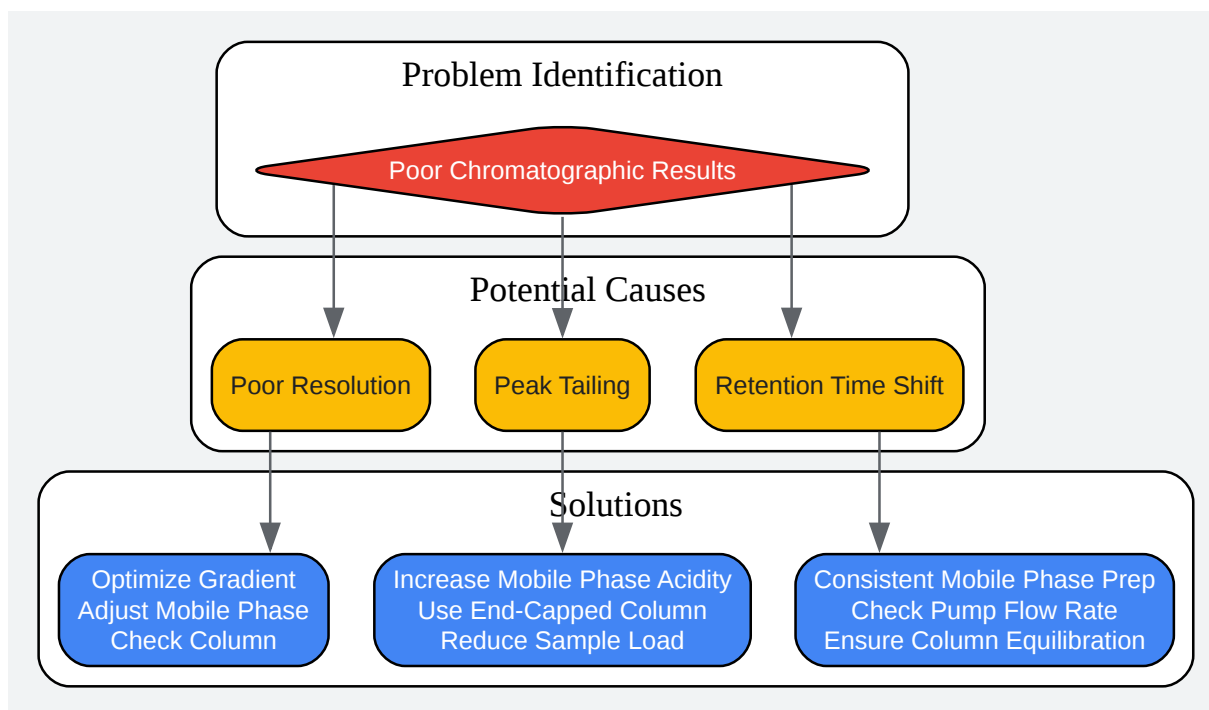 Problem Identification
Poor Chromatographic Results
Potential Causes
Poor Resolution
Peak Tailing
Retention Time Shift
Solutions
Optimize Gradient
Adjust Mobile Phase
Check Column
Increase Mobile Phase Acidity
Use End-Capped Column
Reduce Sample Load
Consistent Mobile Phase Prep
Check Pump Flow Rate
Ensure Column Equilibration